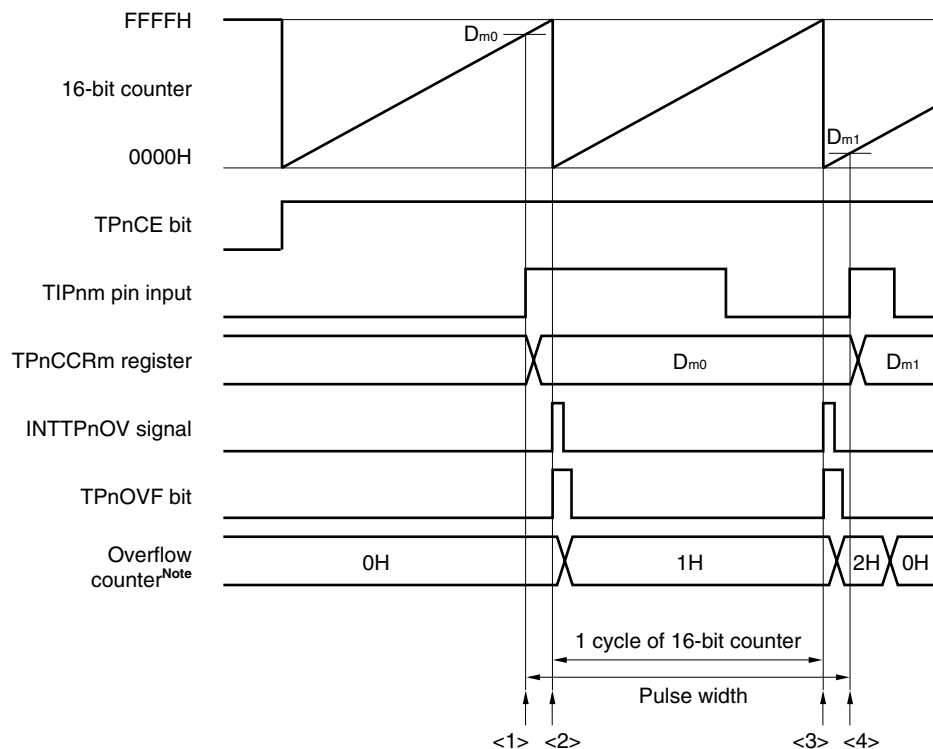 FFFFH
Dm0
16-bit counter
0000H
Dm1
TPnCE bit
TIPnm pin input
TPnCCRm register
Dm0
Dm1
INTTPnOV signal
TPnOVF bit
Overflow
counterNote
0H
1H
2H
0H
1 cycle of 16-bit counter
Pulse width
<1> <2> <3> <4>